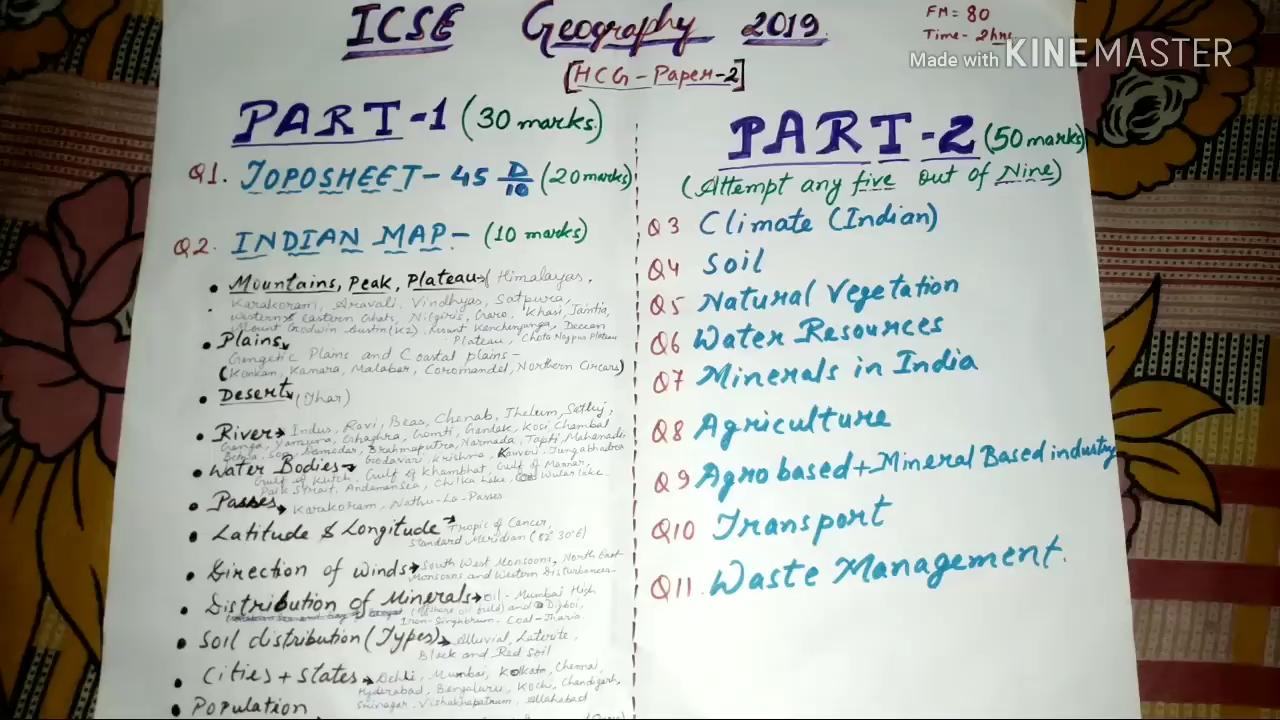 ICSE Geography 2019.
FM = 80
Time - 2hrs
Made with KINEMASTER
[HCG - Paper - 2]
PART-1 (30 marks)
Q1. TOPOSHEET - 45 D/10 (20 marks)
Q2. INDIAN MAP - (10 marks)
• Mountains, Peak, Plateau → (Himalayas,
Karakoram, Aravali, Vindhyas, Satpura,
Western & Eastern Ghats, Nilgiris, Garo, Khasi, Jaintia,
Mount Godwin Austin (K2), Mount Kanchenjunga, Deccan
Plateau, Chota Nagpur Plateau
• Plains
Gangetic Plains and Coastal plains -
(Konkan, Kanara, Malabar, Coromandel, Northern Circars)
• Desert (Thar)
• River → Indus, Ravi, Beas, Chenab, Jhelum, Satluj,
Ganga, Yamuna, Ghaghra, Gomti, Gandak, Kosi, Chambal
Betwa, Son, Damodar, Brahmaputra, Narmada, Tapti, Mahanadi,
Godavari, Krishna, Kaveri, Tungabhadra
• Water Bodies → Gulf of Khambhat, Gulf of Mannar,
Gulf of Kutch,
Palk Strait, Andaman Sea, Chilka Lake, Wular Lake
• Passes → Karakoram, Nathu-La-Passes
• Latitude & Longitude → Tropic of Cancer,
Standard Meridian (82° 30'E)
• Direction of winds → South West Monsoons, North East
Monsoons and Western Disturbances
• Distribution of Minerals → Oil - Mumbai High
(Offshore oil field) and Digboi,
Iron - Singhbhum, Coal - Jharia
• Soil distribution (Types) → Alluvial, Laterite,
Black and Red Soil
• Cities + States → Delhi, Mumbai, Kolkata, Chennai,
Hyderabad, Bengaluru, Kochi, Chandigarh,
Srinagar, Vishakhapatnam, Allahabad
• Population
PART-2 (50 marks)
(Attempt any five out of Nine)
Q3 Climate (Indian)
Q4 Soil
Q5 Natural Vegetation
Q6 Water Resources
Q7 Minerals in India
Q8 Agriculture
Q9 Agro based + Mineral Based industry
Q10 Transport
Q11. Waste Management.